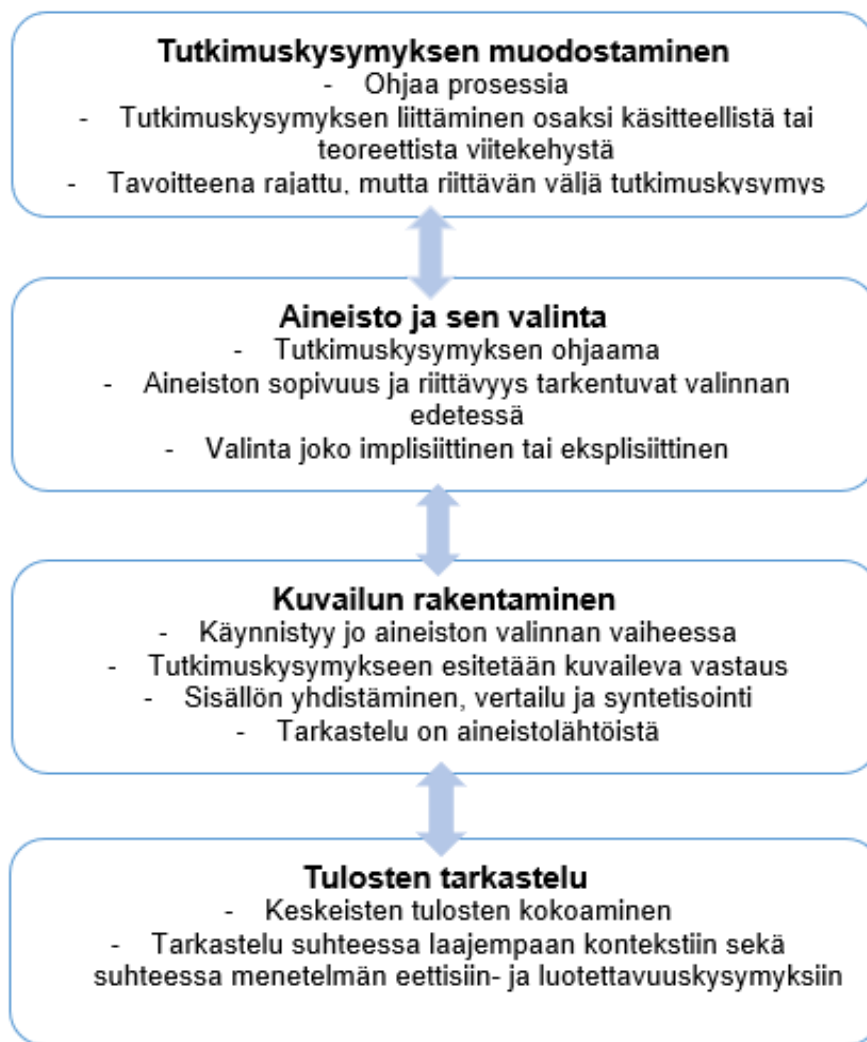 Tutkimuskysymyksen muodostaminen
- Ohjaa prosessia
- Tutkimuskysymyksen liittäminen osaksi käsitteellistä tai
teoreettista viitekehystä
- Tavoitteena rajattu, mutta riittävän väljä tutkimuskysymys
Aineisto ja sen valinta
- Tutkimuskysymyksen ohjaama
- Aineiston sopivuus ja riittävyys tarkentuvat valinnan
edetessä
- Valinta joko implisiittinen tai eksplisiittinen
Kuvailun rakentaminen
- Käynnistyy jo aineiston valinnan vaiheessa
- Tutkimuskysymykseen esitetään kuvaileva vastaus
- Sisällön yhdistäminen, vertailu ja syntetisointi
- Tarkastelu on aineistolähtöistä
Tulosten tarkastelu
- Keskeisten tulosten kokoaminen
- Tarkastelu suhteessa laajempaan kontekstiin sekä
suhteessa menetelmän eettisiin- ja luotettavuuskysymyksiin